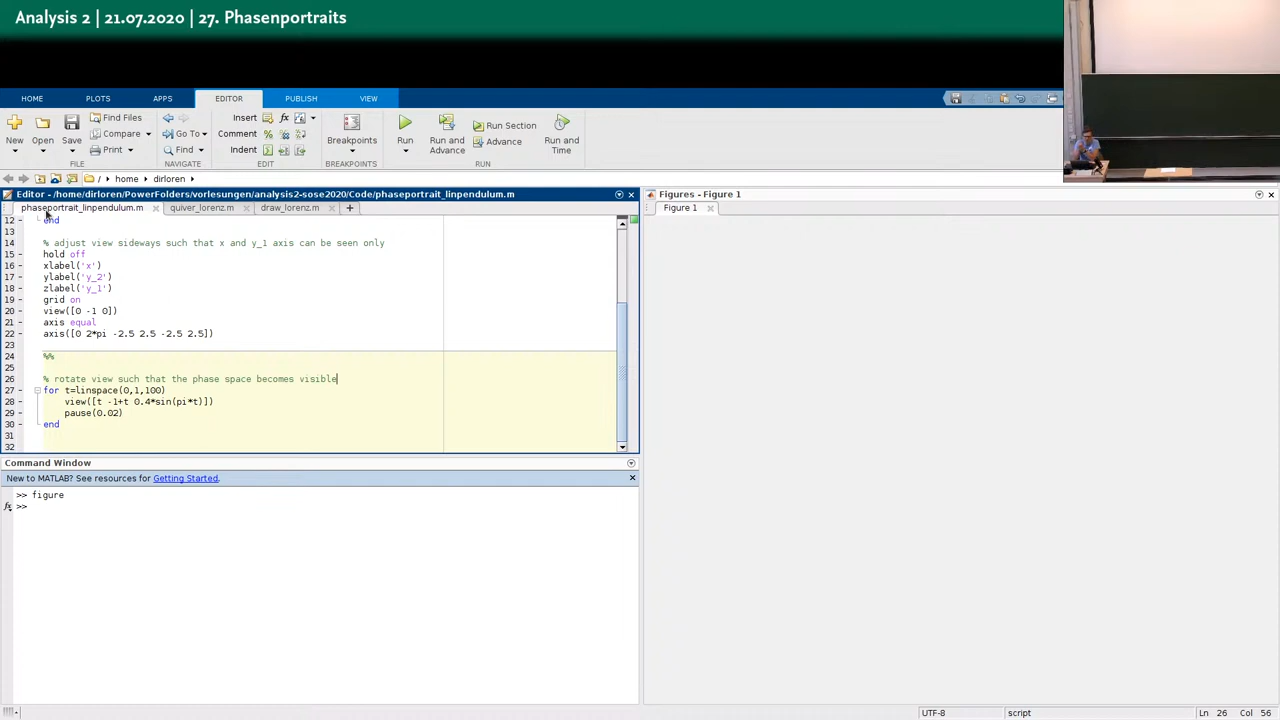 Analysis 2 | 21.07.2020 | 27. Phasenportraits
HOME PLOTS APPS EDITOR PUBLISH VIEW
New Open Save Find Files Compare Print FILE
Go To Find NAVIGATE
Insert Comment Indent EDIT
Breakpoints BREAKPOINTS
Run Run and Advance Run Section Advance Run and Time RUN
/ home dirloren
Editor - /home/dirloren/PowerFolders/vorlesungen/analysis2-sose2020/Code/phaseportrait_linpendulum.m
phaseportrait_linpendulum.m quiver_lorenz.m draw_lorenz.m
12 end
13
14 % adjust view sideways such that x and y_1 axis can be seen only
15 hold off
16 xlabel('x')
17 ylabel('y_2')
18 zlabel('y_1')
19 grid on
20 view([0 -1 0])
21 axis equal
22 axis([0 2*pi -2.5 2.5 -2.5 2.5])
23
24 %%
25
26 % rotate view such that the phase space becomes visible
27 for t=linspace(0,1,100)
28 view([t -1+t 0.4*sin(pi*t)])
29 pause(0.02)
30 end
31
32
Command Window
New to MATLAB? See resources for Getting Started.
>> figure
fx >>
Figures - Figure 1
Figure 1
UTF-8 script Ln 26 Col 56